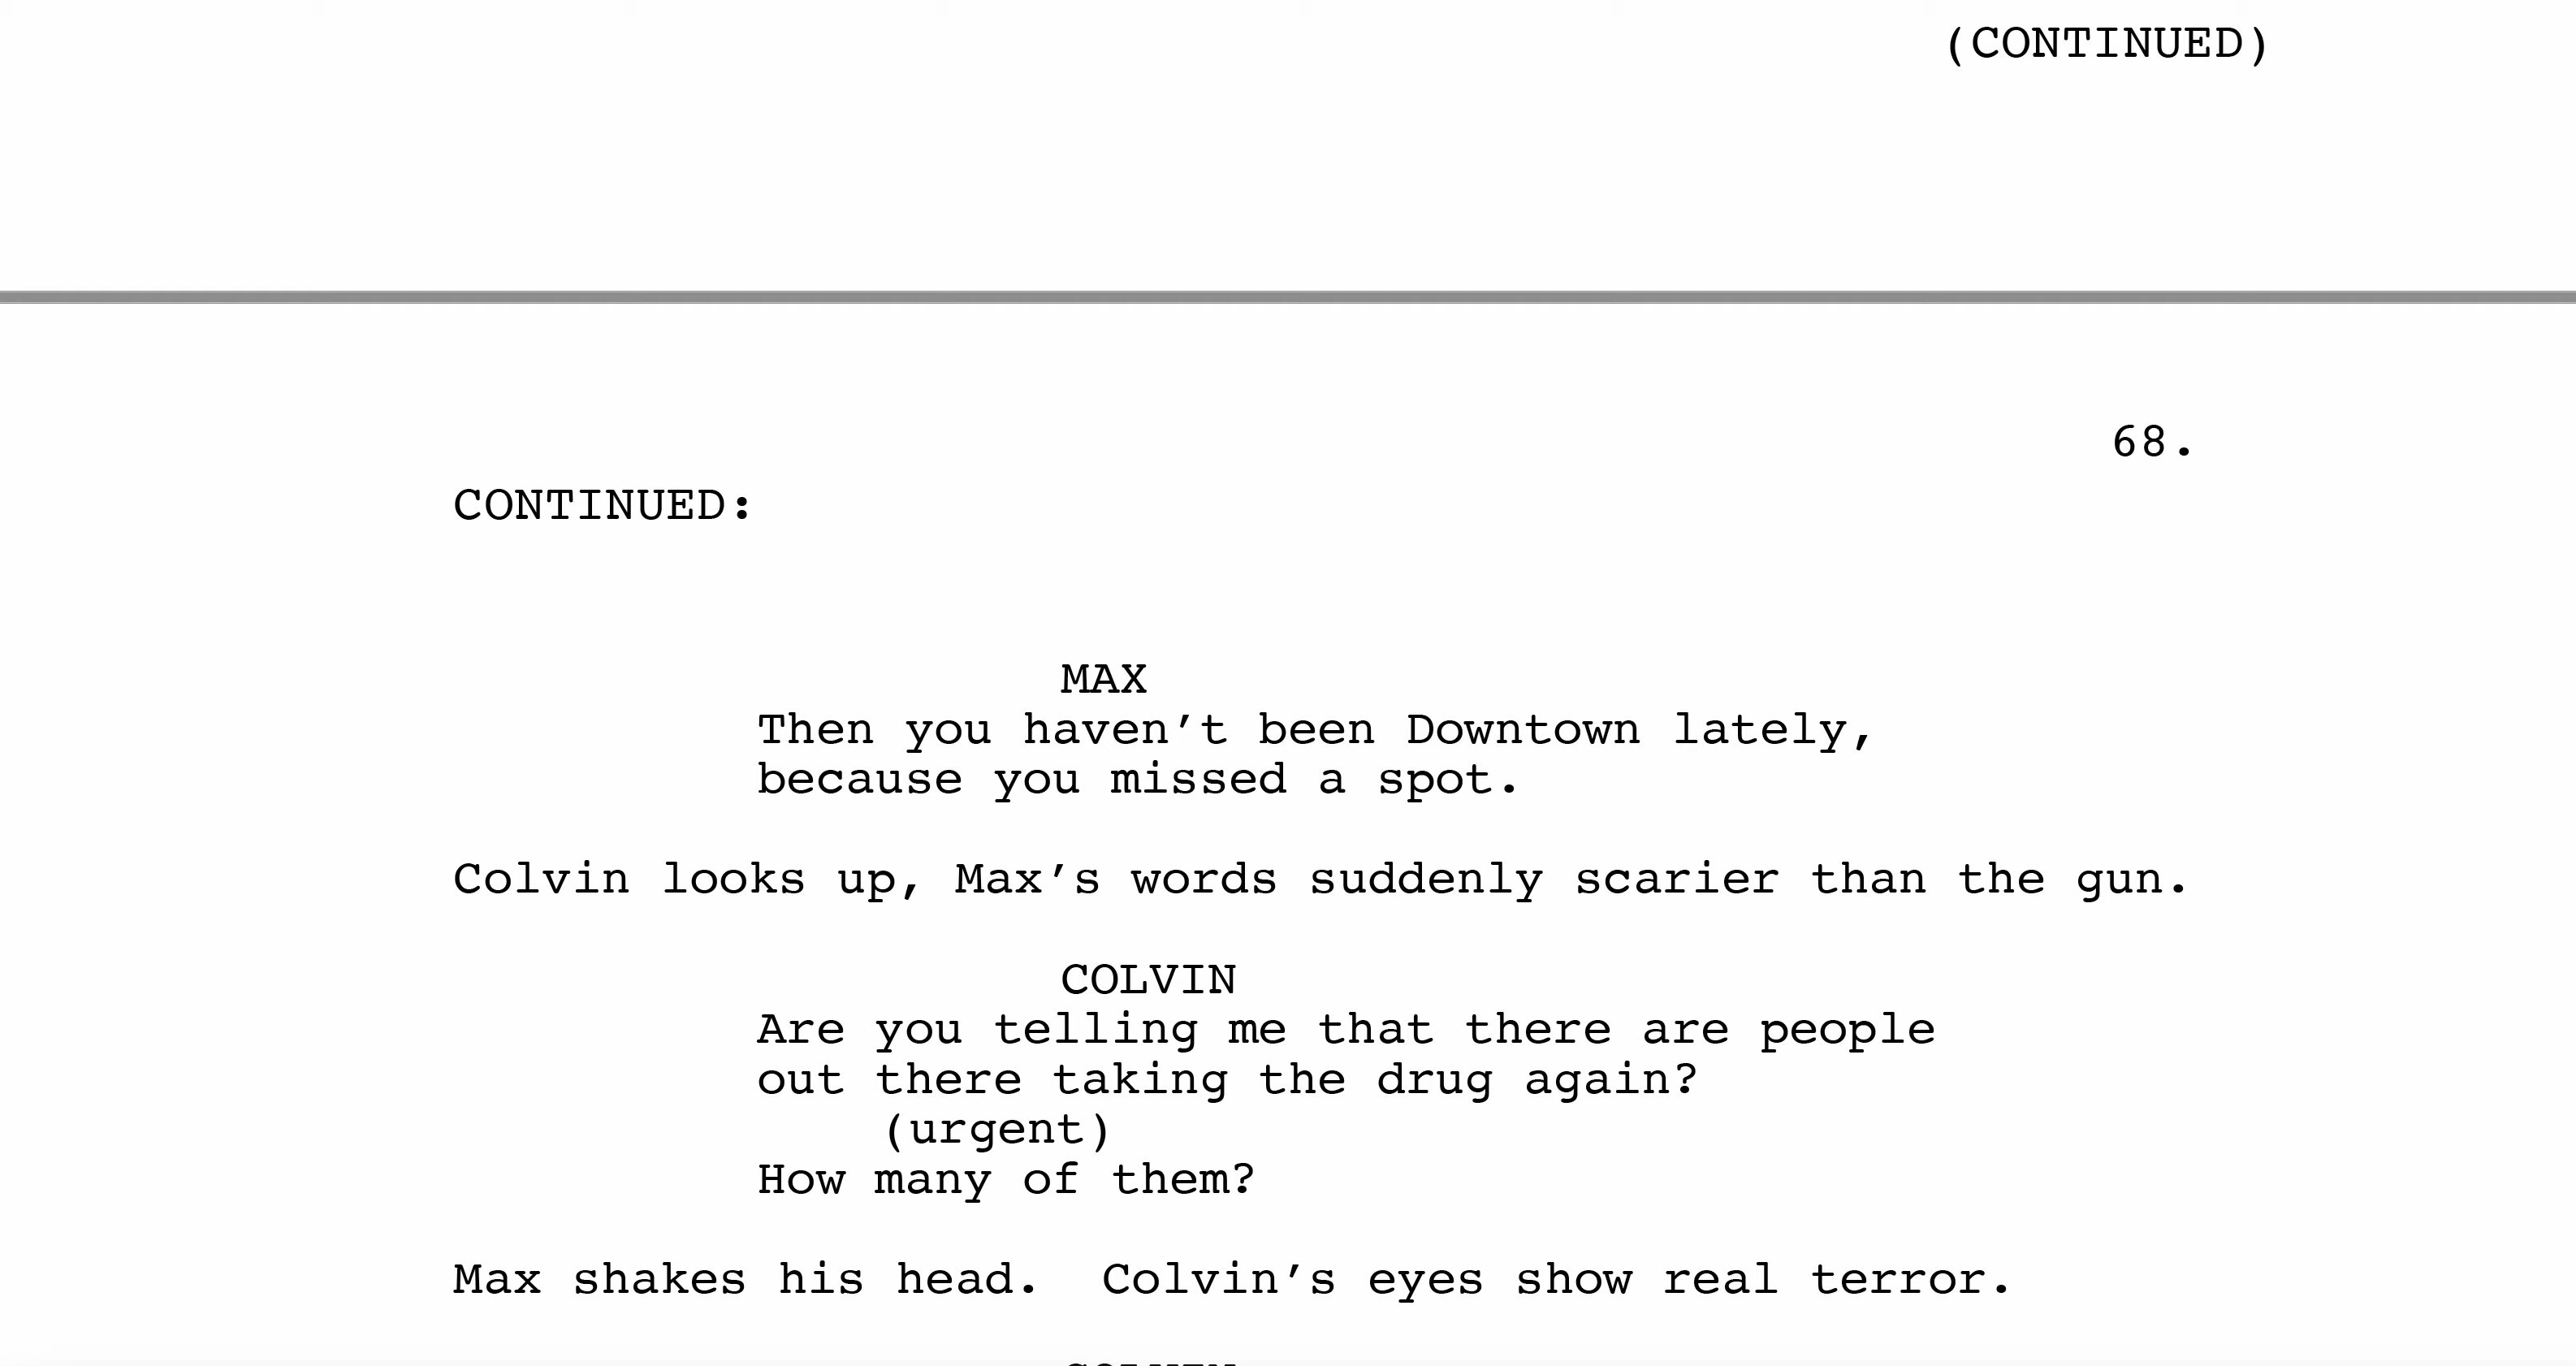 (CONTINUED)
68.
CONTINUED:
MAX
Then you haven’t been Downtown lately,
because you missed a spot.
Colvin looks up, Max’s words suddenly scarier than the gun.
COLVIN
Are you telling me that there are people
out there taking the drug again?
(urgent)
How many of them?
Max shakes his head.  Colvin’s eyes show real terror.